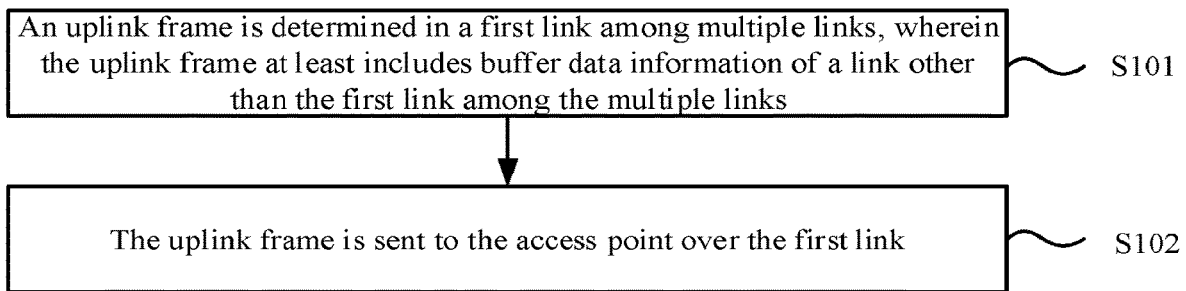 An uplink frame is determined in a first link among multiple links, wherein
the uplink frame at least includes buffer data information of a link other
than the first link among the multiple links
S101
The uplink frame is sent to the access point over the first link
S102